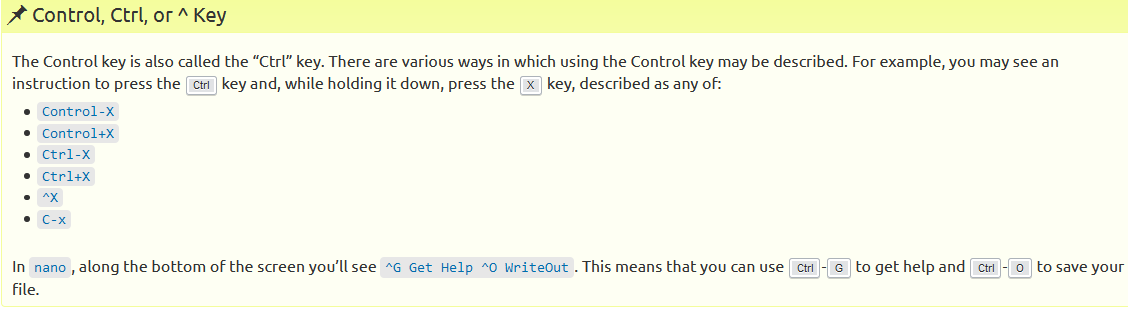 Control, Ctrl, or ^ Key
The Control key is also called the “Ctrl” key. There are various ways in which using the Control key may be described. For example, you may see an
instruction to press the Ctrl key and, while holding it down, press the X key, described as any of:
Control-X
Control+X
Ctrl-X
Ctrl+X
^X
C-x
In nano, along the bottom of the screen you’ll see ^G Get Help ^O WriteOut. This means that you can use Ctrl-G to get help and Ctrl-O to save your
file.